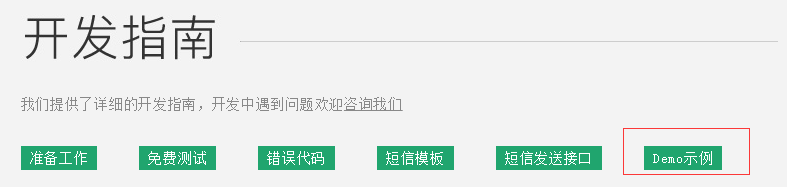 开发指南
我们提供了详细的开发指南，开发中遇到问题欢迎咨询我们
准备工作 免费测试 错误代码 短信模板 短信发送接口 Demo示例